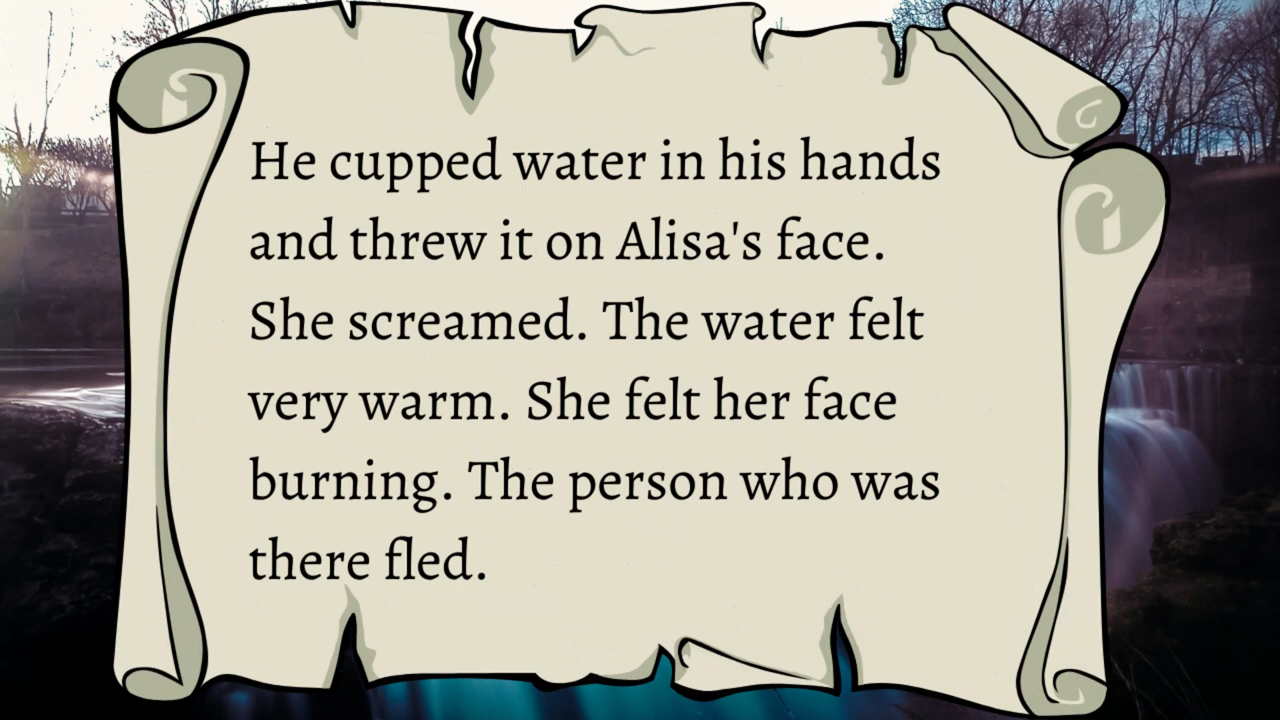 He cupped water in his hands
and threw it on Alisa's face.
She screamed. The water felt
very warm. She felt her face
burning. The person who was
there fled.